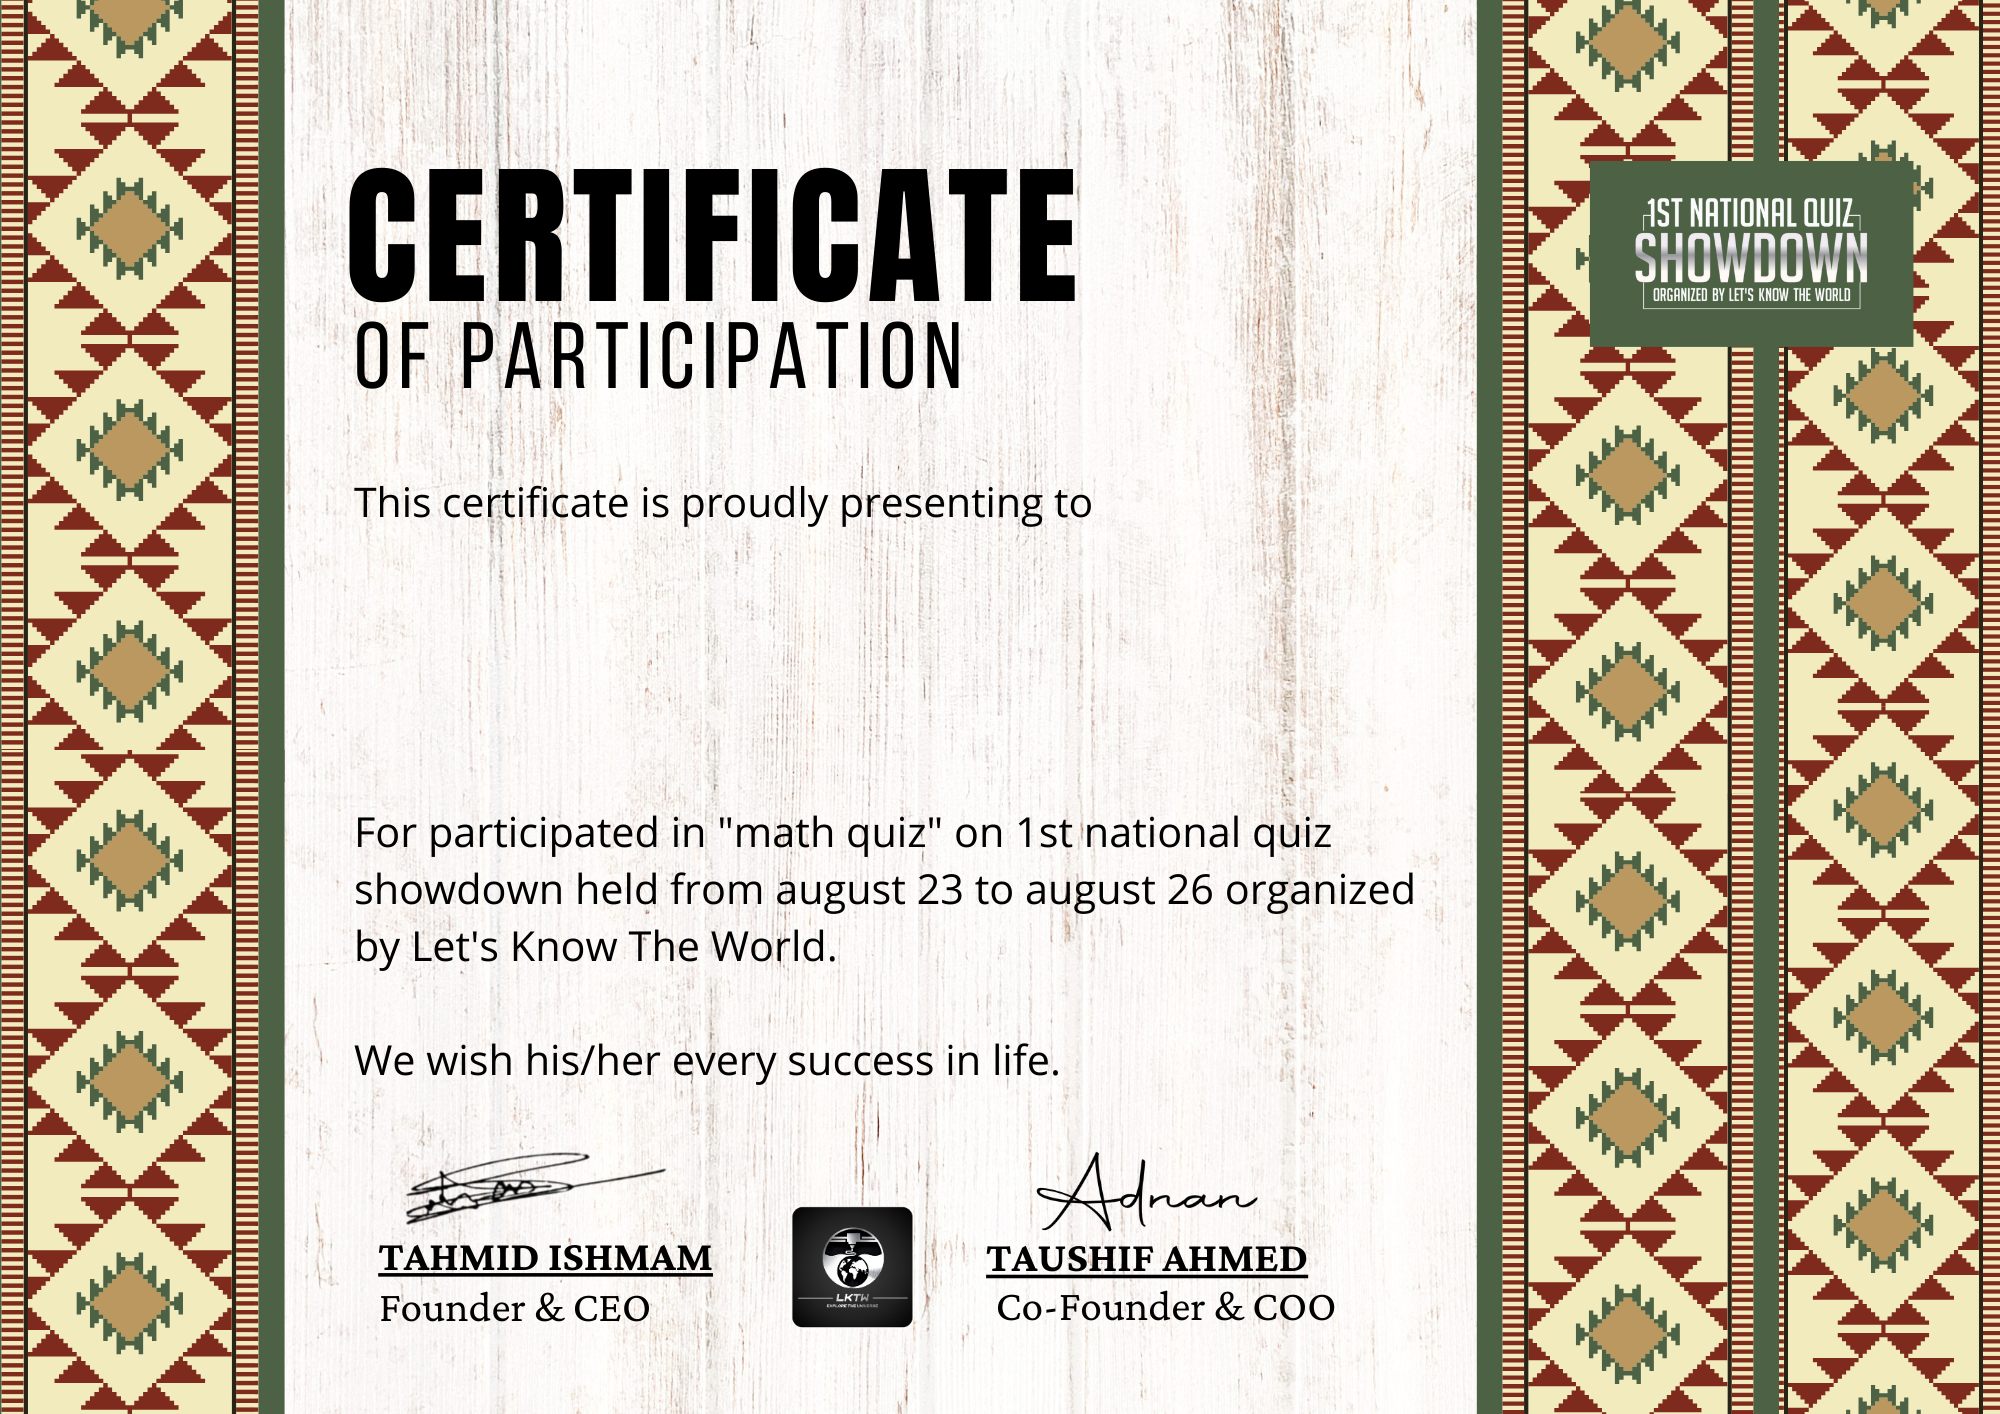 CERTIFICATE
OF PARTICIPATION
1ST NATIONAL QUIZ
SHOWDOWN
ORGANIZED BY LET'S KNOW THE WORLD
This certificate is proudly presenting to
For participated in "math quiz" on 1st national quiz
showdown held from august 23 to august 26 organized
by Let's Know The World.
We wish his/her every success in life.
Adnan
TAHMID ISHMAM
Founder & CEO
LKTW
EXPLORE THE UNIVERSE
TAUSHIF AHMED
Co-Founder & COO